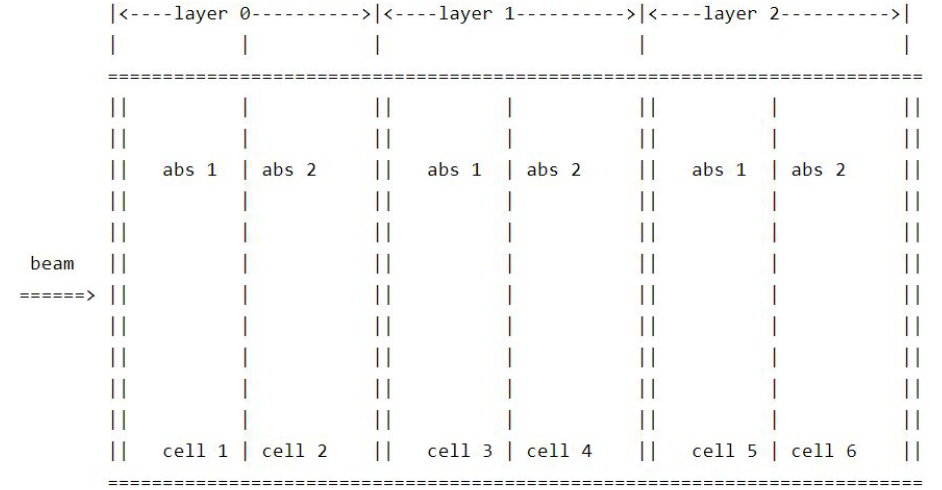 |<----layer 0---------->|<----layer 1---------->|<----layer 2---------->|
|           |           |                       |                       |
==========================================================================
||          |           ||          |           ||          |           ||
||          |           ||          |           ||          |           ||
||   abs 1  | abs 2     ||   abs 1  | abs 2     ||   abs 1  | abs 2     ||
||          |           ||          |           ||          |           ||
||          |           ||          |           ||          |           ||
beam   ||          |           ||          |           ||          |           ||
======> ||          |           ||          |           ||          |           ||
||          |           ||          |           ||          |           ||
||          |           ||          |           ||          |           ||
||          |           ||          |           ||          |           ||
||          |           ||          |           ||          |           ||
||   cell 1 | cell 2    ||   cell 3 | cell 4    ||   cell 5 | cell 6    ||
==========================================================================